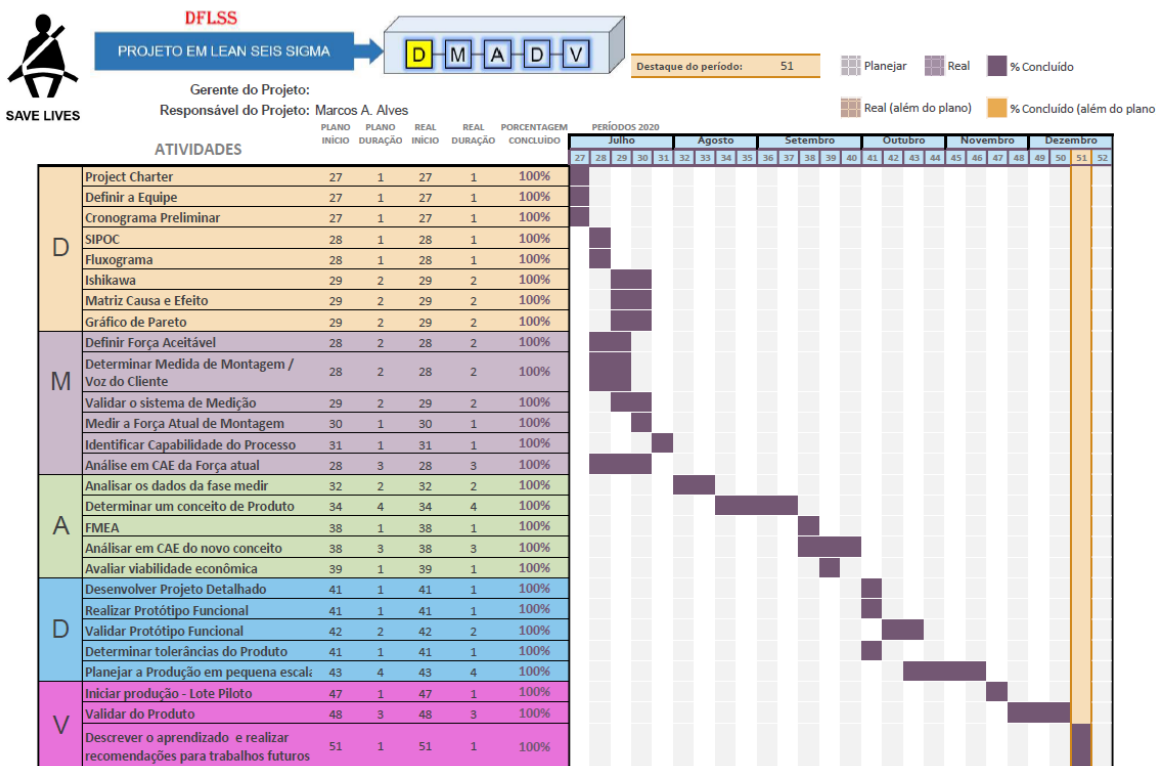 DFLSS
PROJETO EM LEAN SEIS SIGMA
D M A D V
SAVE LIVES
Gerente do Projeto:
Responsável do Projeto: Marcos A. Alves
Destaque do período: 51
Planejar Real % Concluído
Real (além do plano) % Concluído (além do plano
ATIVIDADES
PLANO INÍCIO PLANO DURAÇÃO REAL INÍCIO REAL DURAÇÃO PORCENTAGEM CONCLUÍDO PERÍODOS 2020
Julho Agosto Setembro Outubro Novembro Dezembro
27 28 29 30 31 32 33 34 35 36 37 38 39 40 41 42 43 44 45 46 47 48 49 50 51 52
D
Project Charter 27 1 27 1 100%
Definir a Equipe 27 1 27 1 100%
Cronograma Preliminar 27 1 27 1 100%
SIPOC 28 1 28 1 100%
Fluxograma 28 1 28 1 100%
Ishikawa 29 2 29 2 100%
Matriz Causa e Efeito 29 2 29 2 100%
Gráfico de Pareto 29 2 29 2 100%
M
Definir Força Aceitável 28 2 28 2 100%
Determinar Medida de Montagem /
Voz do Cliente 28 2 28 2 100%
Validar o sistema de Medição 29 2 29 2 100%
Medir a Força Atual de Montagem 30 1 30 1 100%
Identificar Capabilidade do Processo 31 1 31 1 100%
Análise em CAE da Força atual 28 3 28 3 100%
A
Analisar os dados da fase medir 32 2 32 2 100%
Determinar um conceito de Produto 34 4 34 4 100%
FMEA 38 1 38 1 100%
Análisar em CAE do novo conceito 38 3 38 3 100%
Avaliar viabilidade econômica 39 1 39 1 100%
D
Desenvolver Projeto Detalhado 41 1 41 1 100%
Realizar Protótipo Funcional 41 1 41 1 100%
Validar Protótipo Funcional 42 2 42 2 100%
Determinar tolerâncias do Produto 41 1 41 1 100%
Planejar a Produção em pequena escala 43 4 43 4 100%
V
Iniciar produção - Lote Piloto 47 1 47 1 100%
Validar do Produto 48 3 48 3 100%
Descrever o aprendizado e realizar
recomendações para trabalhos futuros 51 1 51 1 100%